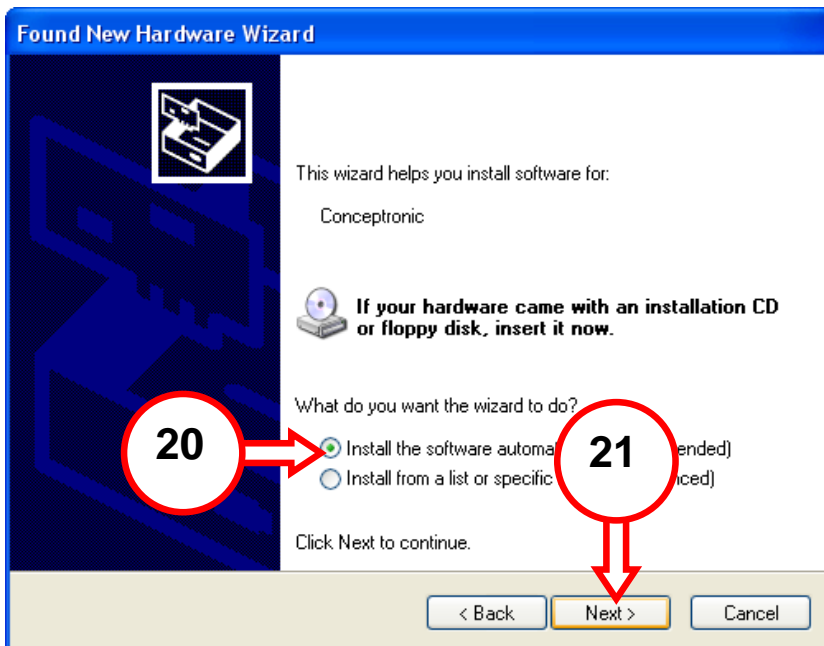 Found New Hardware Wizard
This wizard helps you install software for:
Conceptronic
If your hardware came with an installation CD
or floppy disk, insert it now.
What do you want the wizard to do?
20
Install the software ended)
21
Install from a list or specific
Click Next to continue.
< Back
Next >
Cancel